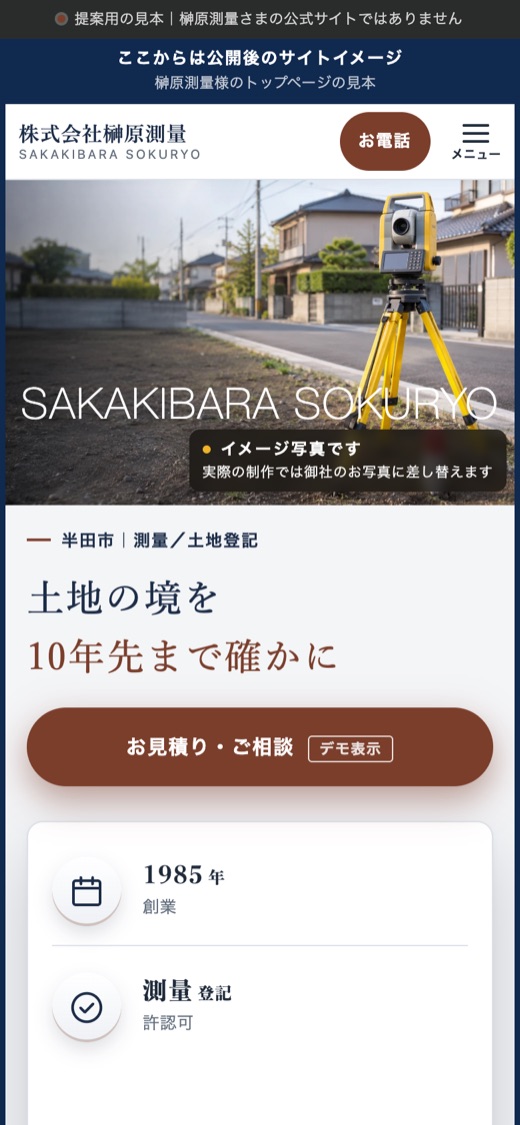 提案用の見本｜榊原測量さまの公式サイトではありません
ここからは公開後のサイトイメージ
榊原測量様のトップページの見本
株式会社榊原測量
SAKAKIBARA SOKURYO
お電話
メニュー
SAKAKIBARA SOKURYO
イメージ写真です
実際の制作では御社のお写真に差し替えます
半田市｜測量／土地登記
土地の境を
10年先まで確かに
お見積り・ご相談 デモ表示
1985 年
創業
測量 登記
許認可